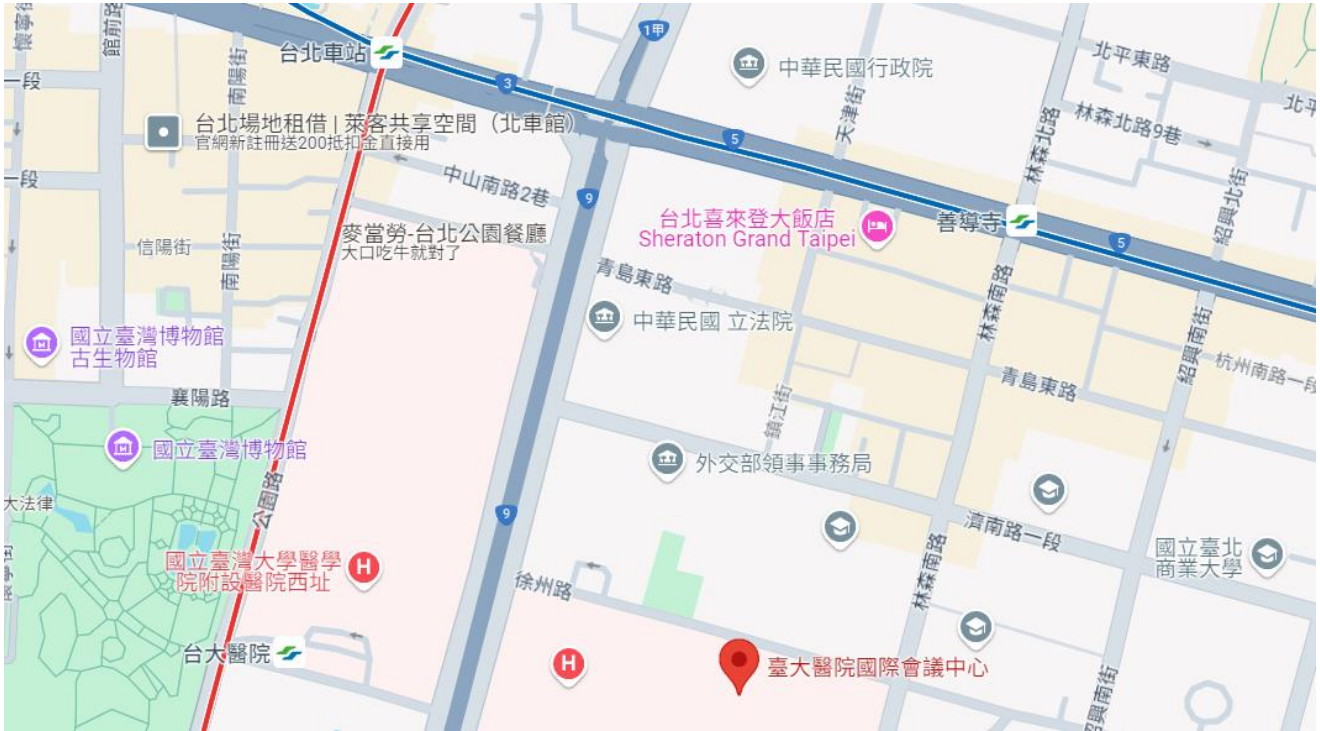 懷寧街
館前路
南陽街
台北車站
3
1甲
中華民國行政院
北平東路
一段
台北場地租借 | 萊客共享空間（北車館）
官網新註冊送200抵扣金直接用
天津街
5
林森北路
林森北路9巷
紹興北街
一段
中山南路2巷
9
台北喜來登大飯店
Sheraton Grand Taipei
善導寺
5
信陽街
南陽街
麥當勞-台北公園餐廳
大口吃牛就對了
青島東路
中華民國 立法院
林森南路
紹興南街
杭州南路一段
國立臺灣博物館
古生物館
襄陽路
鎮江街
青島東路
國立臺灣博物館
外交部領事事務局
公園路
大法律
9
濟南路一段
國立臺北
商業大學
國立臺灣大學醫學
院附設醫院西址
H
徐州路
林森南路
台大醫院
H
臺大醫院國際會議中心
紹興南街